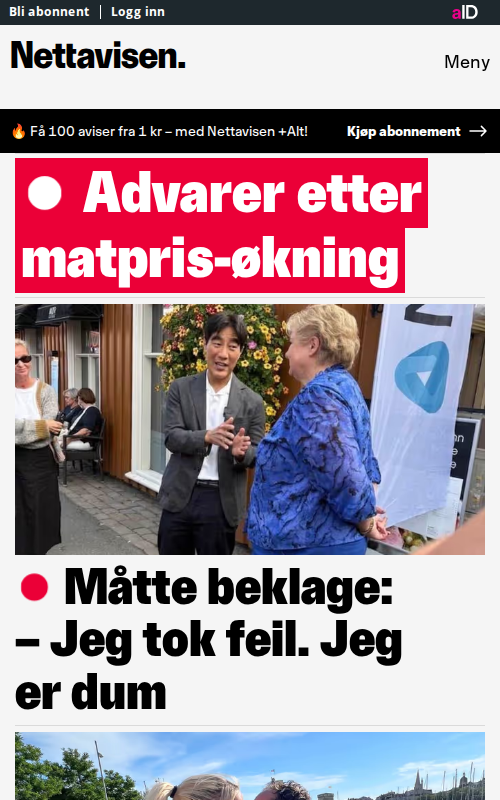 Bli abonnent | Logg inn
aID
Nettavisen.
Meny
🔥 Få 100 aviser fra 1 kr – med Nettavisen +Alt!
Kjøp abonnement →
Advarer etter
matpris-økning
Måtte beklage:
– Jeg tok feil. Jeg
er dum